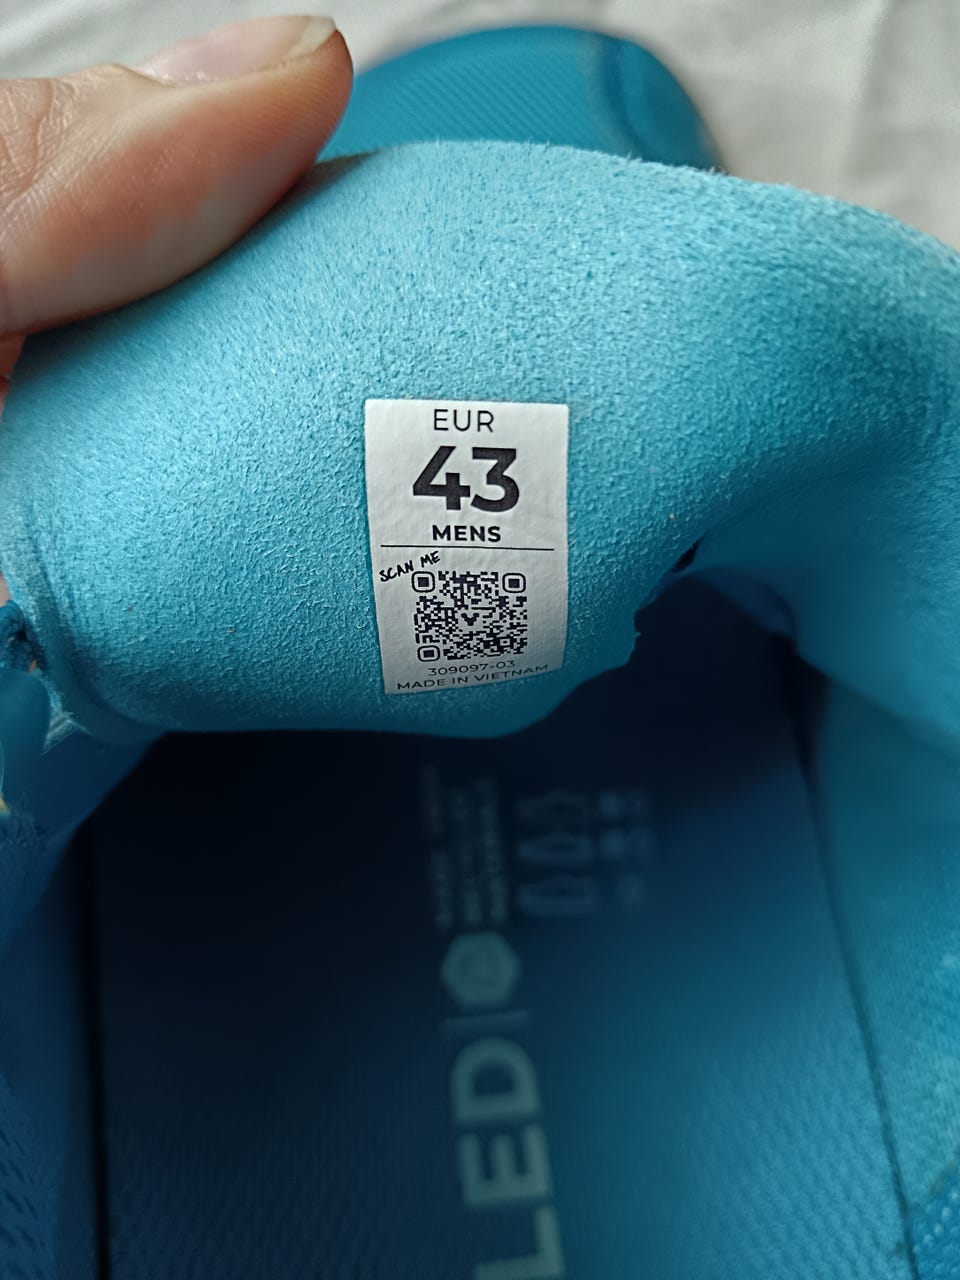 EUR
43
MENS
SCAN ME
309097-03
MADE IN VIETNAM
LED